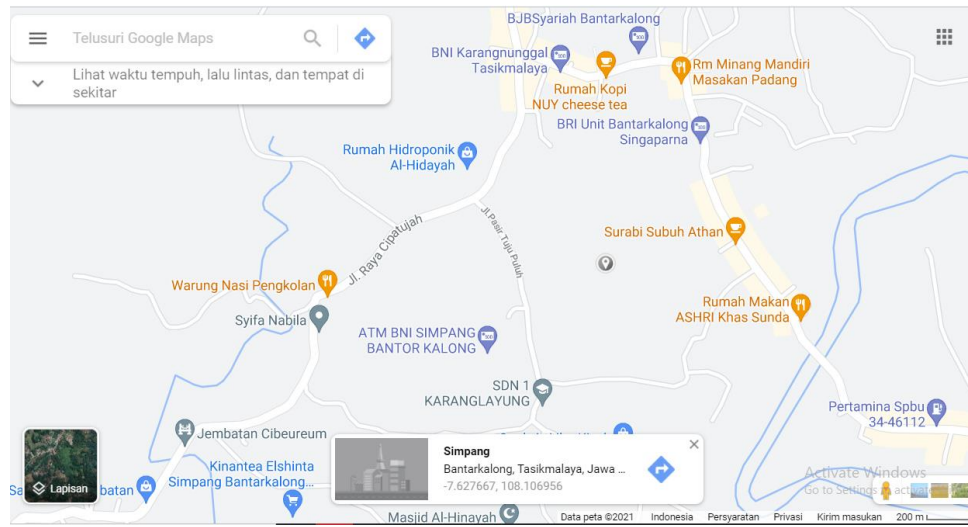 Telusuri Google Maps
Lihat waktu tempuh, lalu lintas, dan tempat di
sekitar
BJBSyariah Bantarkalong
BNI Karangnunggal
Tasikmalaya
Rumah Kopi
NUY cheese tea
Rm Minang Mandiri
Masakan Padang
BRI Unit Bantarkalong
Singaparna
Rumah Hidroponik
Al-Hidayah
Jl. Raya Cipatujah
Jl.Pasir Tuju Puluh
Surabi Subuh Athan
Warung Nasi Pengkolan
Syifa Nabila
Rumah Makan
ASHRI Khas Sunda
ATM BNI SIMPANG
BANTOR KALONG
SDN 1
KARANGLAYUNG
Pertamina Spbu
34-46112
Jembatan Cibeureum
Kinantea Elshinta
Simpang Bantarkalong...
Lapisan
batan
Simpang
Bantarkalong, Tasikmalaya, Jawa ...
-7.627667, 108.106956
Activate Windows
Go to Settings
Masjid Al-Hinayah
Data peta ©2021 Indonesia Persyaratan Privasi Kirim masukan 200 m